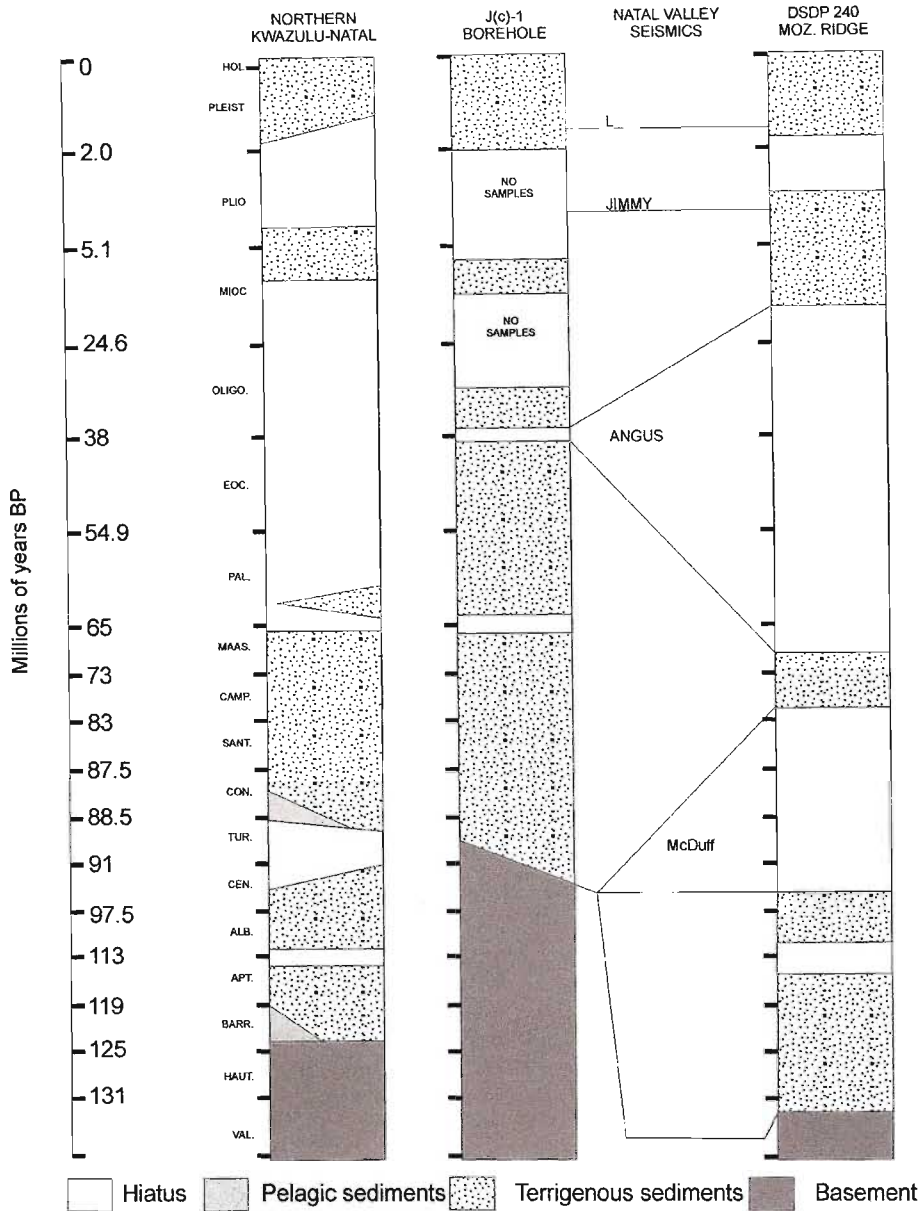 NORTHERN
KWAZULU-NATAL
J(c)-1
BOREHOLE
NATAL VALLEY
SEISMICS
DSDP 240
MOZ. RIDGE
Millions of years BP
0
2.0
5.1
24.6
38
54.9
65
73
83
87.5
88.5
91
97.5
113
119
125
131
HOL
PLEIST
PLIO
MIOC
OLIGO.
EOC.
PAL.
MAAS.
CAMP.
SANT.
CON.
TUR.
CEN.
ALB.
APT.
BARR.
HAUT.
VAL.
NO
SAMPLES
NO
SAMPLES
L
JIMMY
ANGUS
McDuff
Hiatus
Pelagic sediments
Terrigenous sediments
Basement